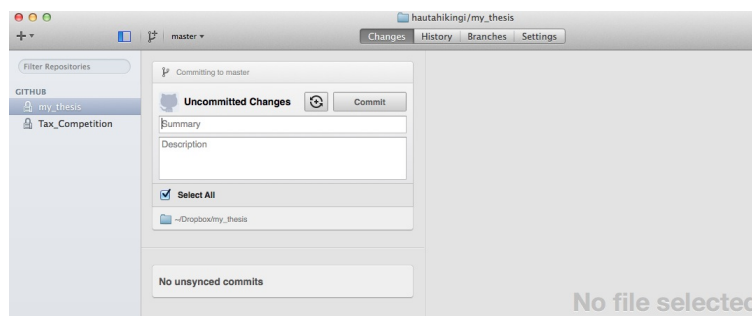 hautahikingi/my_thesis
master
Changes History Branches Settings
Filter Repositories
GITHUB
my_thesis
Tax_Competition
Committing to master
Uncommitted Changes
Commit
Summary
Description
Select All
~/Dropbox/my_thesis
No unsynced commits
No file selected